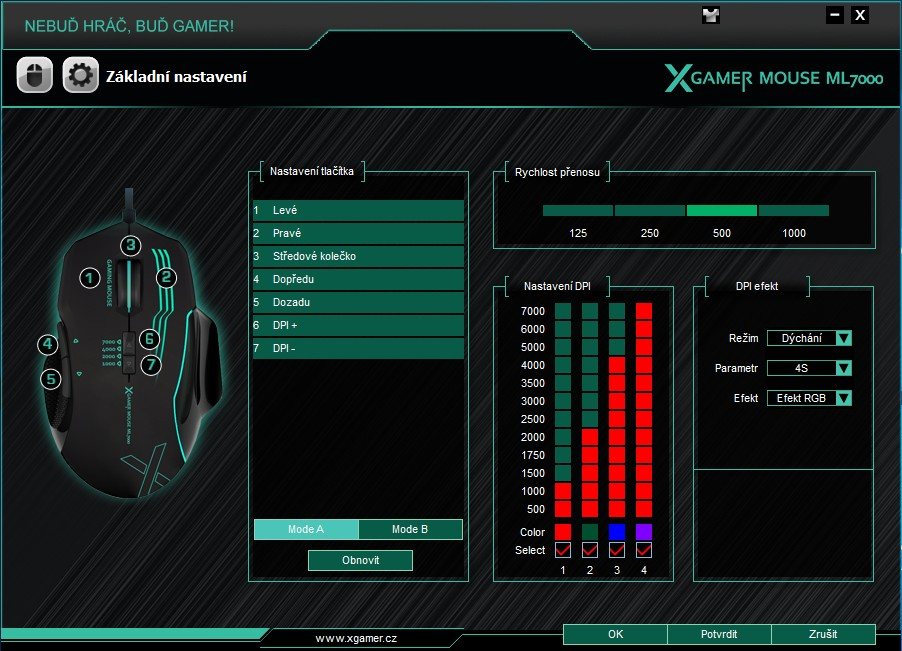 NEBUĎ HRÁČ, BUĎ GAMER!
X
Základní nastavení
XGAMER MOUSE ML7000
Nastavení tlačítka
1 Levé
2 Pravé
3 Středové kolečko
4 Dopředu
5 Dozadu
6 DPI +
7 DPI -
Mode A
Mode B
Obnovit
Rychlost přenosu
125 250 500 1000
Nastavení DPI
7000
6000
5000
4000
3500
3000
2500
2000
1750
1500
1000
500
Color
Select
1 2 3 4
DPI efekt
Režim Dýchání
Parametr 4S
Efekt Efekt RGB
3
1
2
GAMING MOUSE
4
6
5
7
XGAMER MOUSE ML7000
www.xgamer.cz
OK
Potvrdit
Zrušit